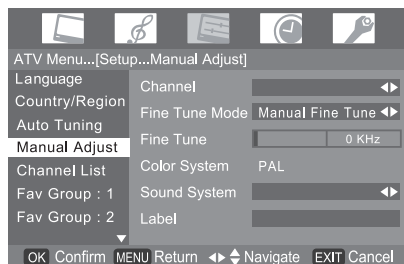 ATV Menu...[Setup...Manual Adjust]
Language
Country/Region
Auto Tuning
Manual Adjust
Channel List
Fav Group : 1
Fav Group : 2
Channel
Fine Tune Mode Manual Fine Tune
Fine Tune 0 KHz
Color System PAL
Sound System
Label
OK Confirm MENU Return Navigate EXIT Cancel